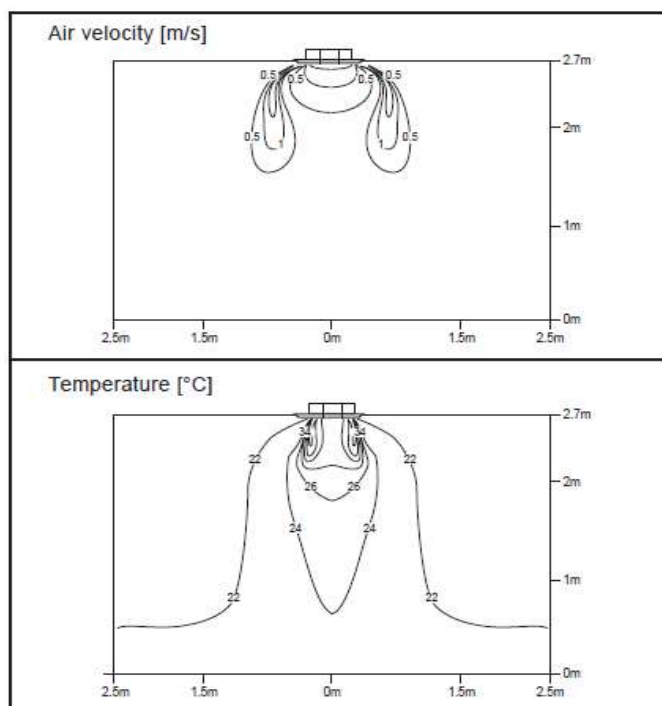 Air velocity [m/s]
2.7m
0.5 0.5
0.5 0.5
2m
0.5 1 1 0.5
1m
0m
2.5m 1.5m 0m 1.5m 2.5m
Temperature [°C]
2.7m
34 34
22 22
2m
26 26
24 24
1m
22 22
0m
2.5m 1.5m 0m 1.5m 2.5m